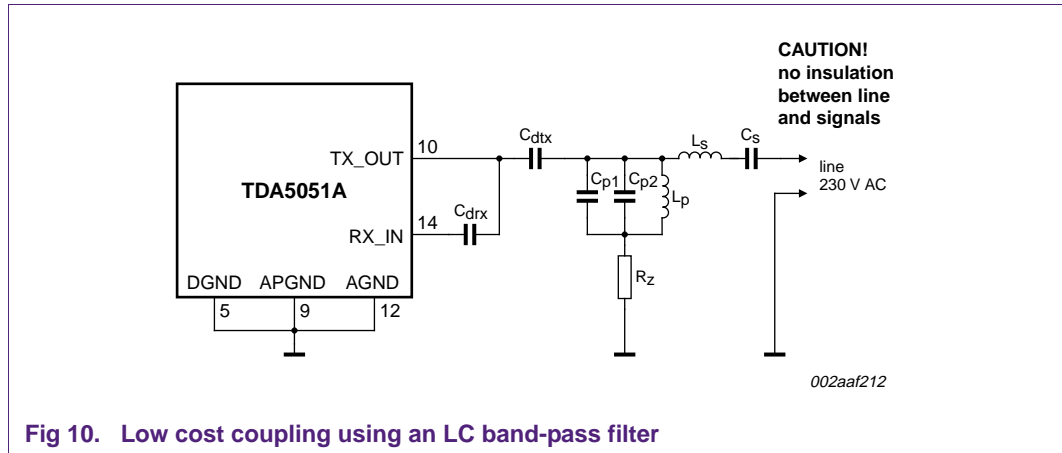 CAUTION!
no insulation
between line
and signals
TX_OUT
10
TDA5051A
RX_IN
14
DGND
APGND
AGND
5
9
12
Cdtx
Cdrx
Cp1
Cp2
Lp
Ls
Cs
Rz
line
230 V AC
002aaf212
Fig 10. Low cost coupling using an LC band-pass filter